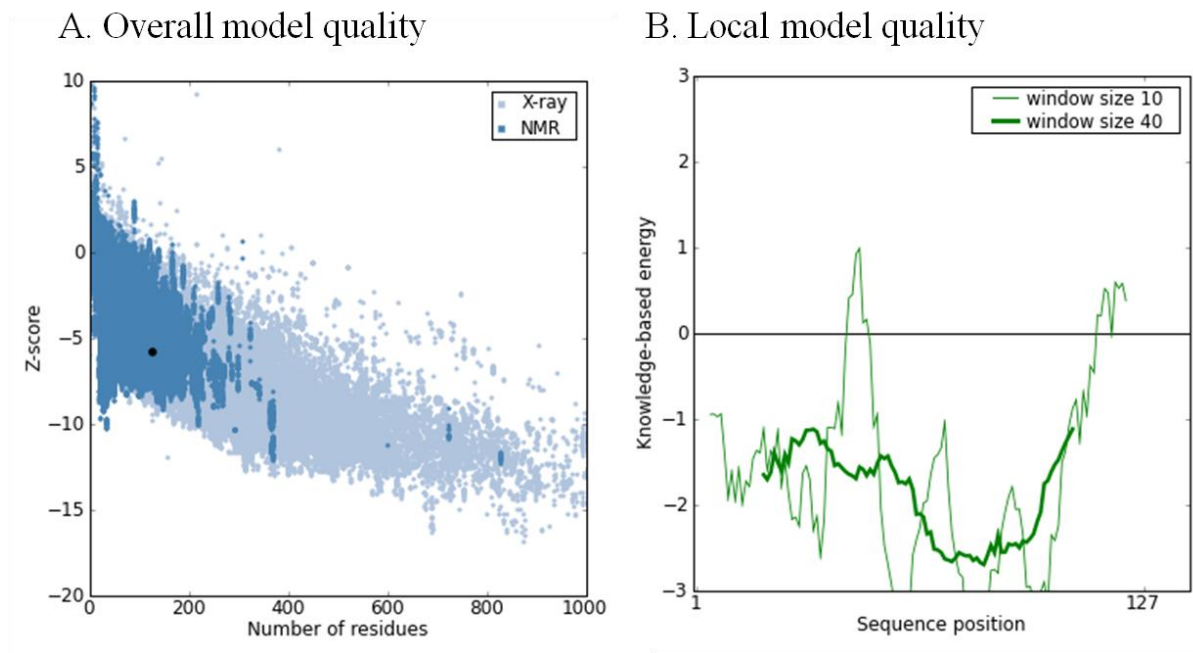 A. Overall model quality
B. Local model quality
10
5
0
−5
−10
−15
−20
Z-score
X-ray
NMR
0
200
400
600
800
1000
Number of residues
3
2
1
0
−1
−2
−3
Knowledge-based energy
window size 10
window size 40
1
127
Sequence position